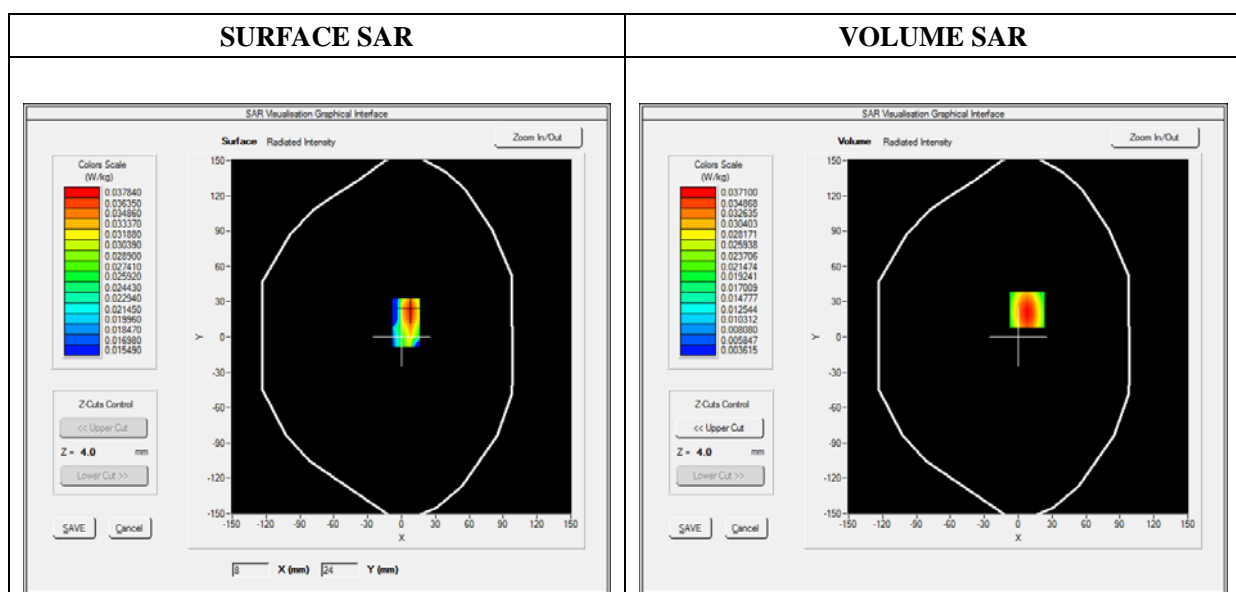 SURFACE SAR
VOLUME SAR
SAR Visualisation Graphical Interface
Surface Radiated Intensity
Zoom In/Out
Colors Scale
(W/kg)
0.037840
0.036350
0.034860
0.033370
0.031880
0.030390
0.028900
0.027410
0.025920
0.024430
0.022940
0.021450
0.019960
0.018470
0.016980
0.015490
Z-Cuts Control
<< Upper Cut
Z = 4.0 mm
Lower Cut >>
SAVE
Cancel
150
120
90
60
30
0
-30
-60
-90
-120
-150
Y
-150 -120 -90 -60 -30 0 30 60 90 120 150
X
8 X (mm) 24 Y (mm)
SAR Visualisation Graphical Interface
Volume Radiated Intensity
Zoom In/Out
Colors Scale
(W/kg)
0.037100
0.034868
0.032635
0.030403
0.028171
0.025938
0.023706
0.021474
0.019241
0.017009
0.014777
0.012544
0.010312
0.008080
0.005847
0.003615
Z-Cuts Control
<< Upper Cut
Z = 4.0 mm
Lower Cut >>
SAVE
Cancel
150
120
90
60
30
0
-30
-60
-90
-120
-150
Y
-150 -120 -90 -60 -30 0 30 60 90 120 150
X